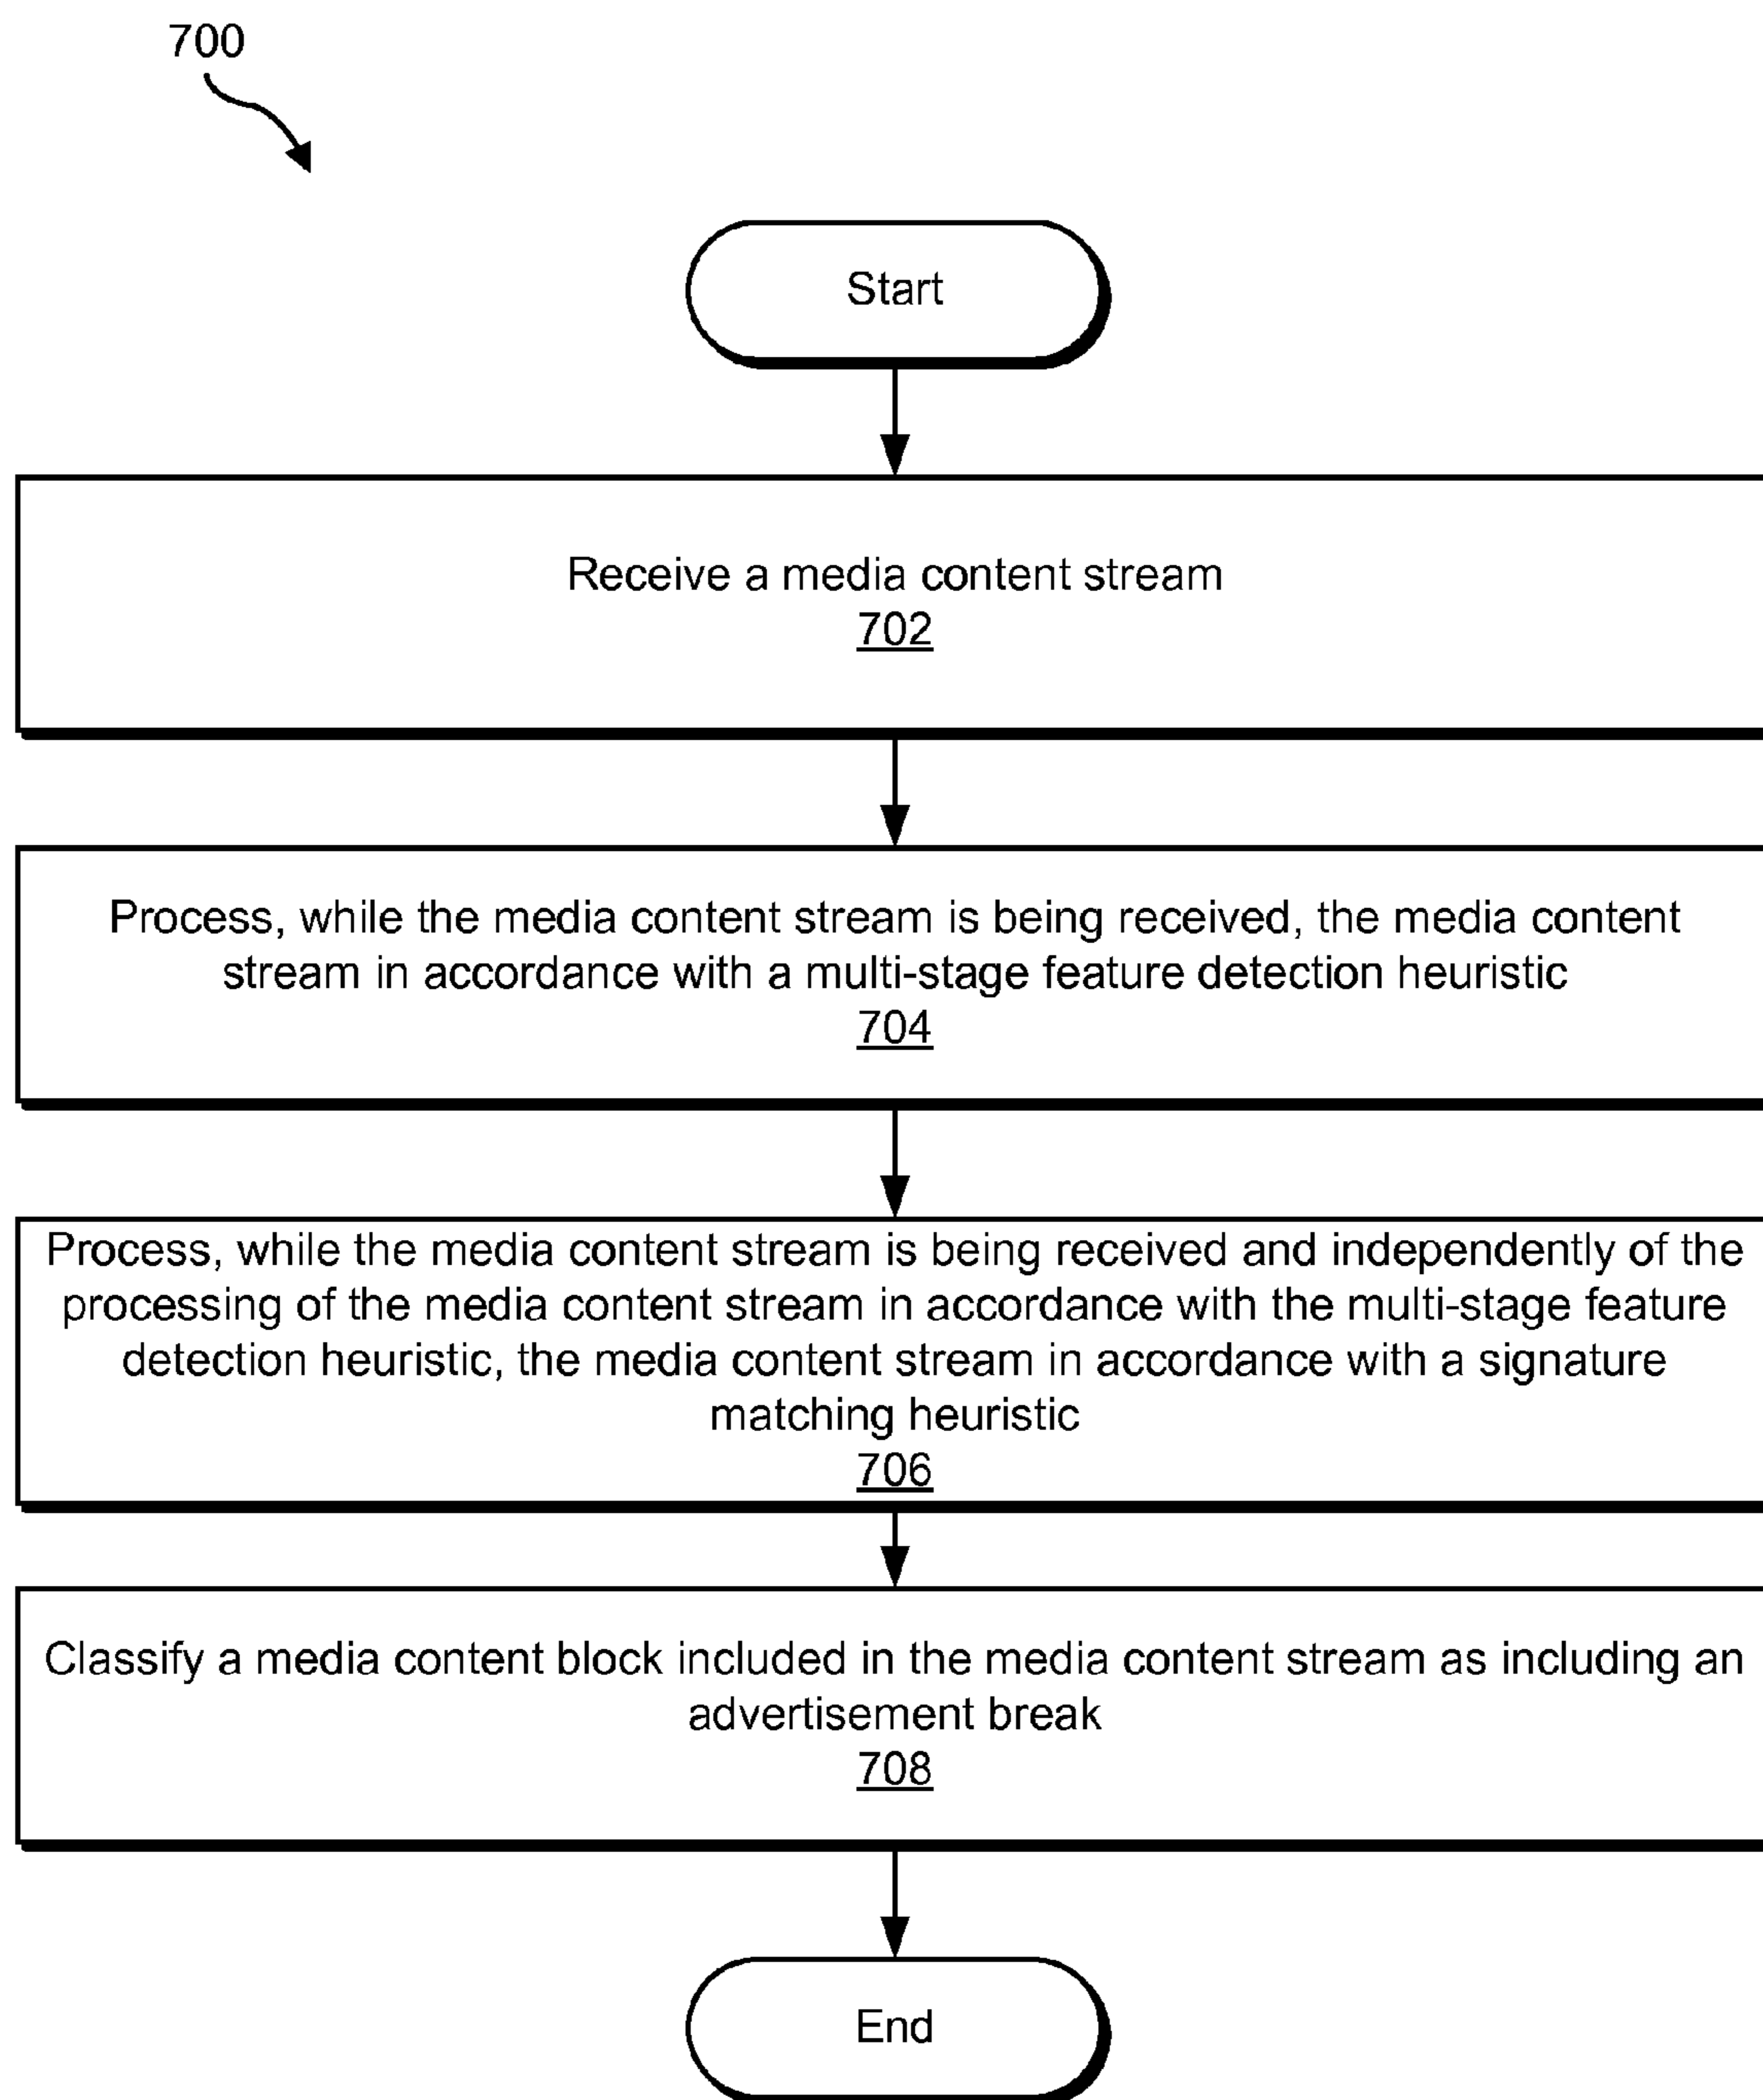 700
Start
Receive a media content stream
702
Process, while the media content stream is being received, the media content
stream in accordance with a multi-stage feature detection heuristic
704
Process, while the media content stream is being received and independently of the
processing of the media content stream in accordance with the multi-stage feature
detection heuristic, the media content stream in accordance with a signature
matching heuristic
706
Classify a media content block included in the media content stream as including an
advertisement break
708
End